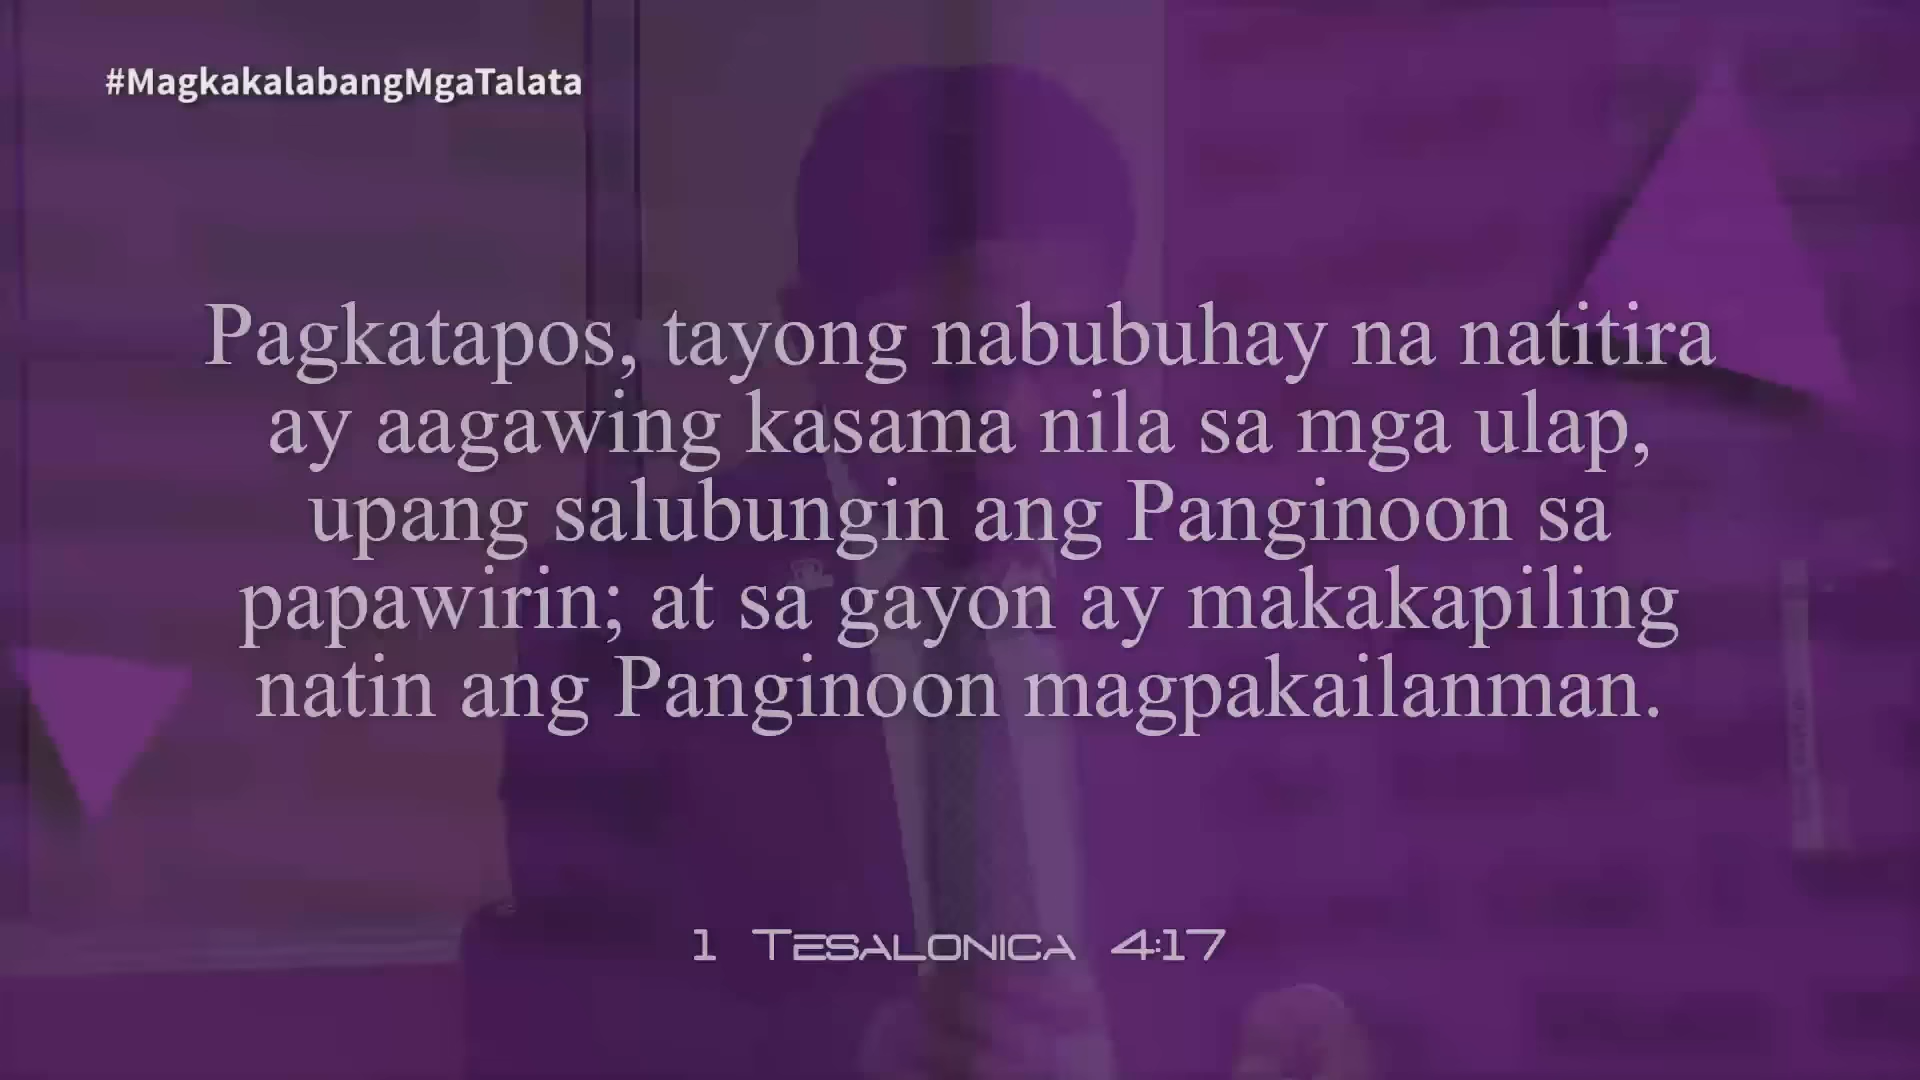 #MagkakalabangMgaTalata
Pagkatapos, tayong nabubuhay na natitira
ay aagawing kasama nila sa mga ulap,
upang salubungin ang Panginoon sa
papawirin; at sa gayon ay makakapiling
natin ang Panginoon magpakailanman.
1 Tesalonica 4:17